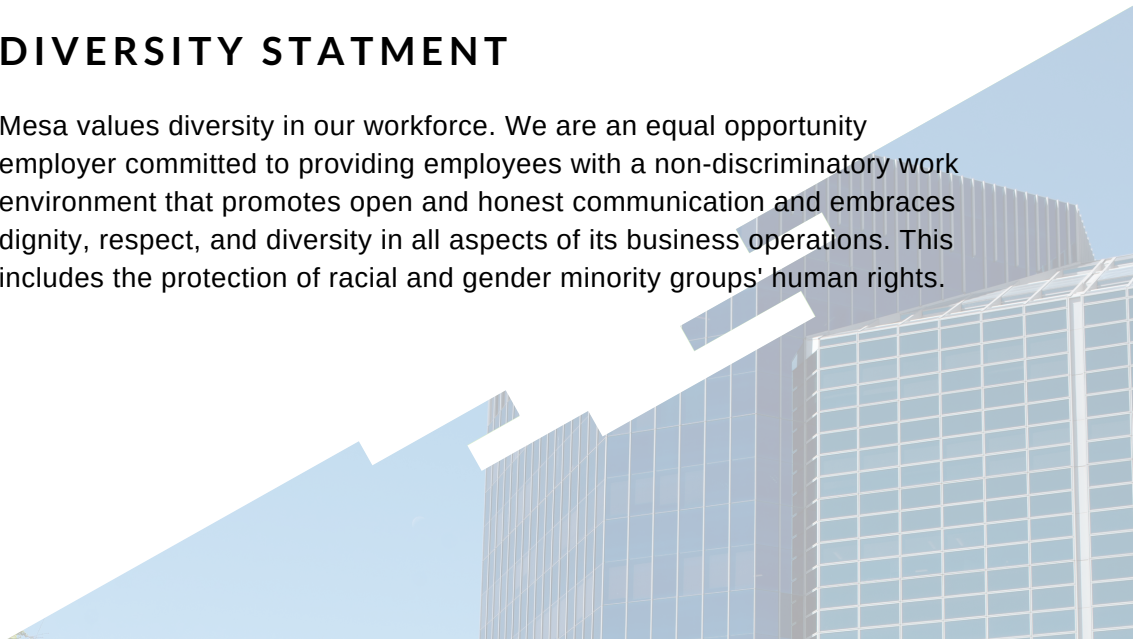 DIVERSITY STATMENT
Mesa values diversity in our workforce. We are an equal opportunity
employer committed to providing employees with a non-discriminatory work
environment that promotes open and honest communication and embraces
dignity, respect, and diversity in all aspects of its business operations. This
includes the protection of racial and gender minority groups' human rights.